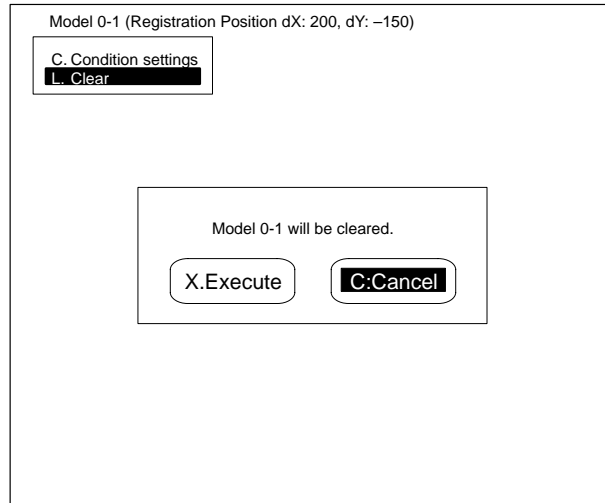 Model 0-1 (Registration Position dX: 200, dY: –150)
C. Condition settings
L. Clear
Model 0-1 will be cleared.
X.Execute C:Cancel